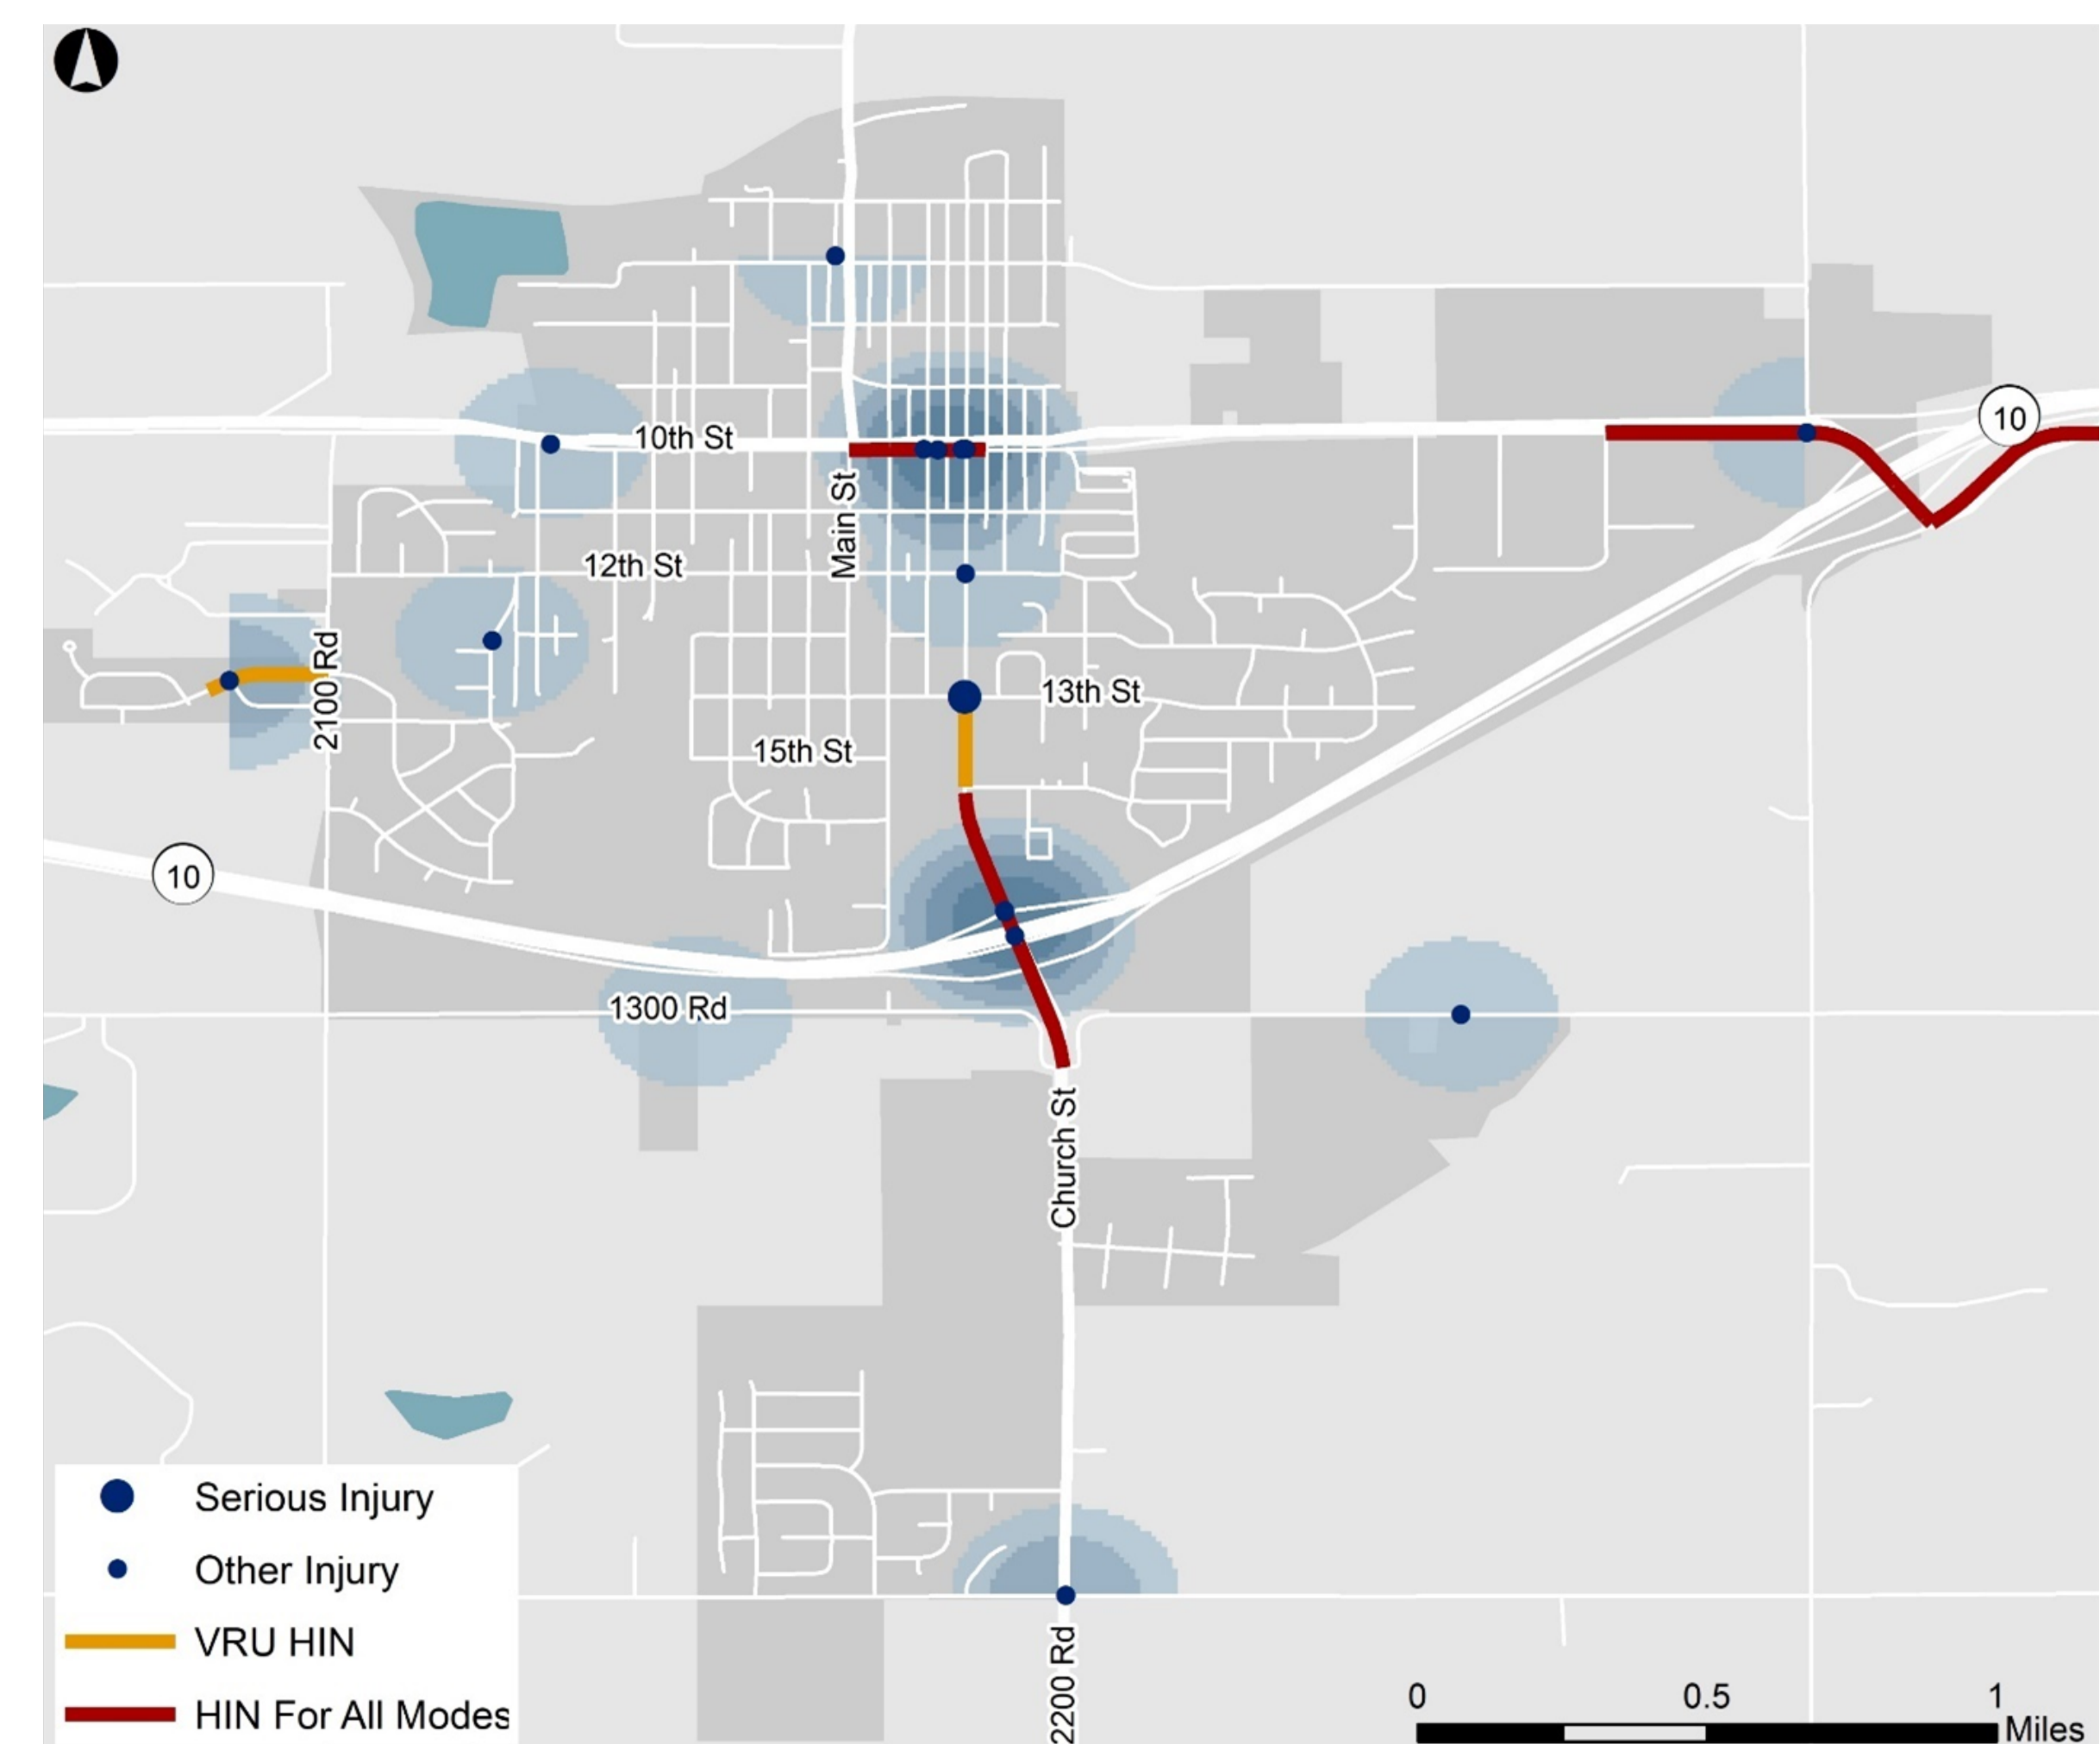 10
10th St
Main St
12th St
2100 Rd
13th St
15th St
10
1300 Rd
Church St
Serious Injury
Other Injury
VRU HIN
HIN For All Modes
2200 Rd
0 0.5 1
Miles